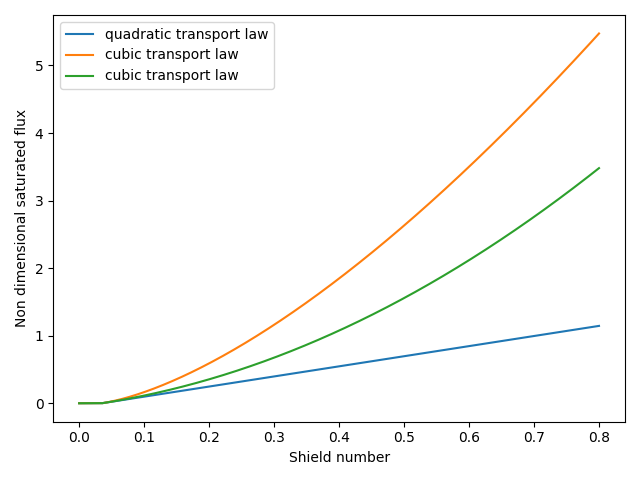 quadratic transport law
cubic transport law
cubic transport law
Non dimensional saturated flux
5
4
3
2
1
0
0.0 0.1 0.2 0.3 0.4 0.5 0.6 0.7 0.8
Shield number